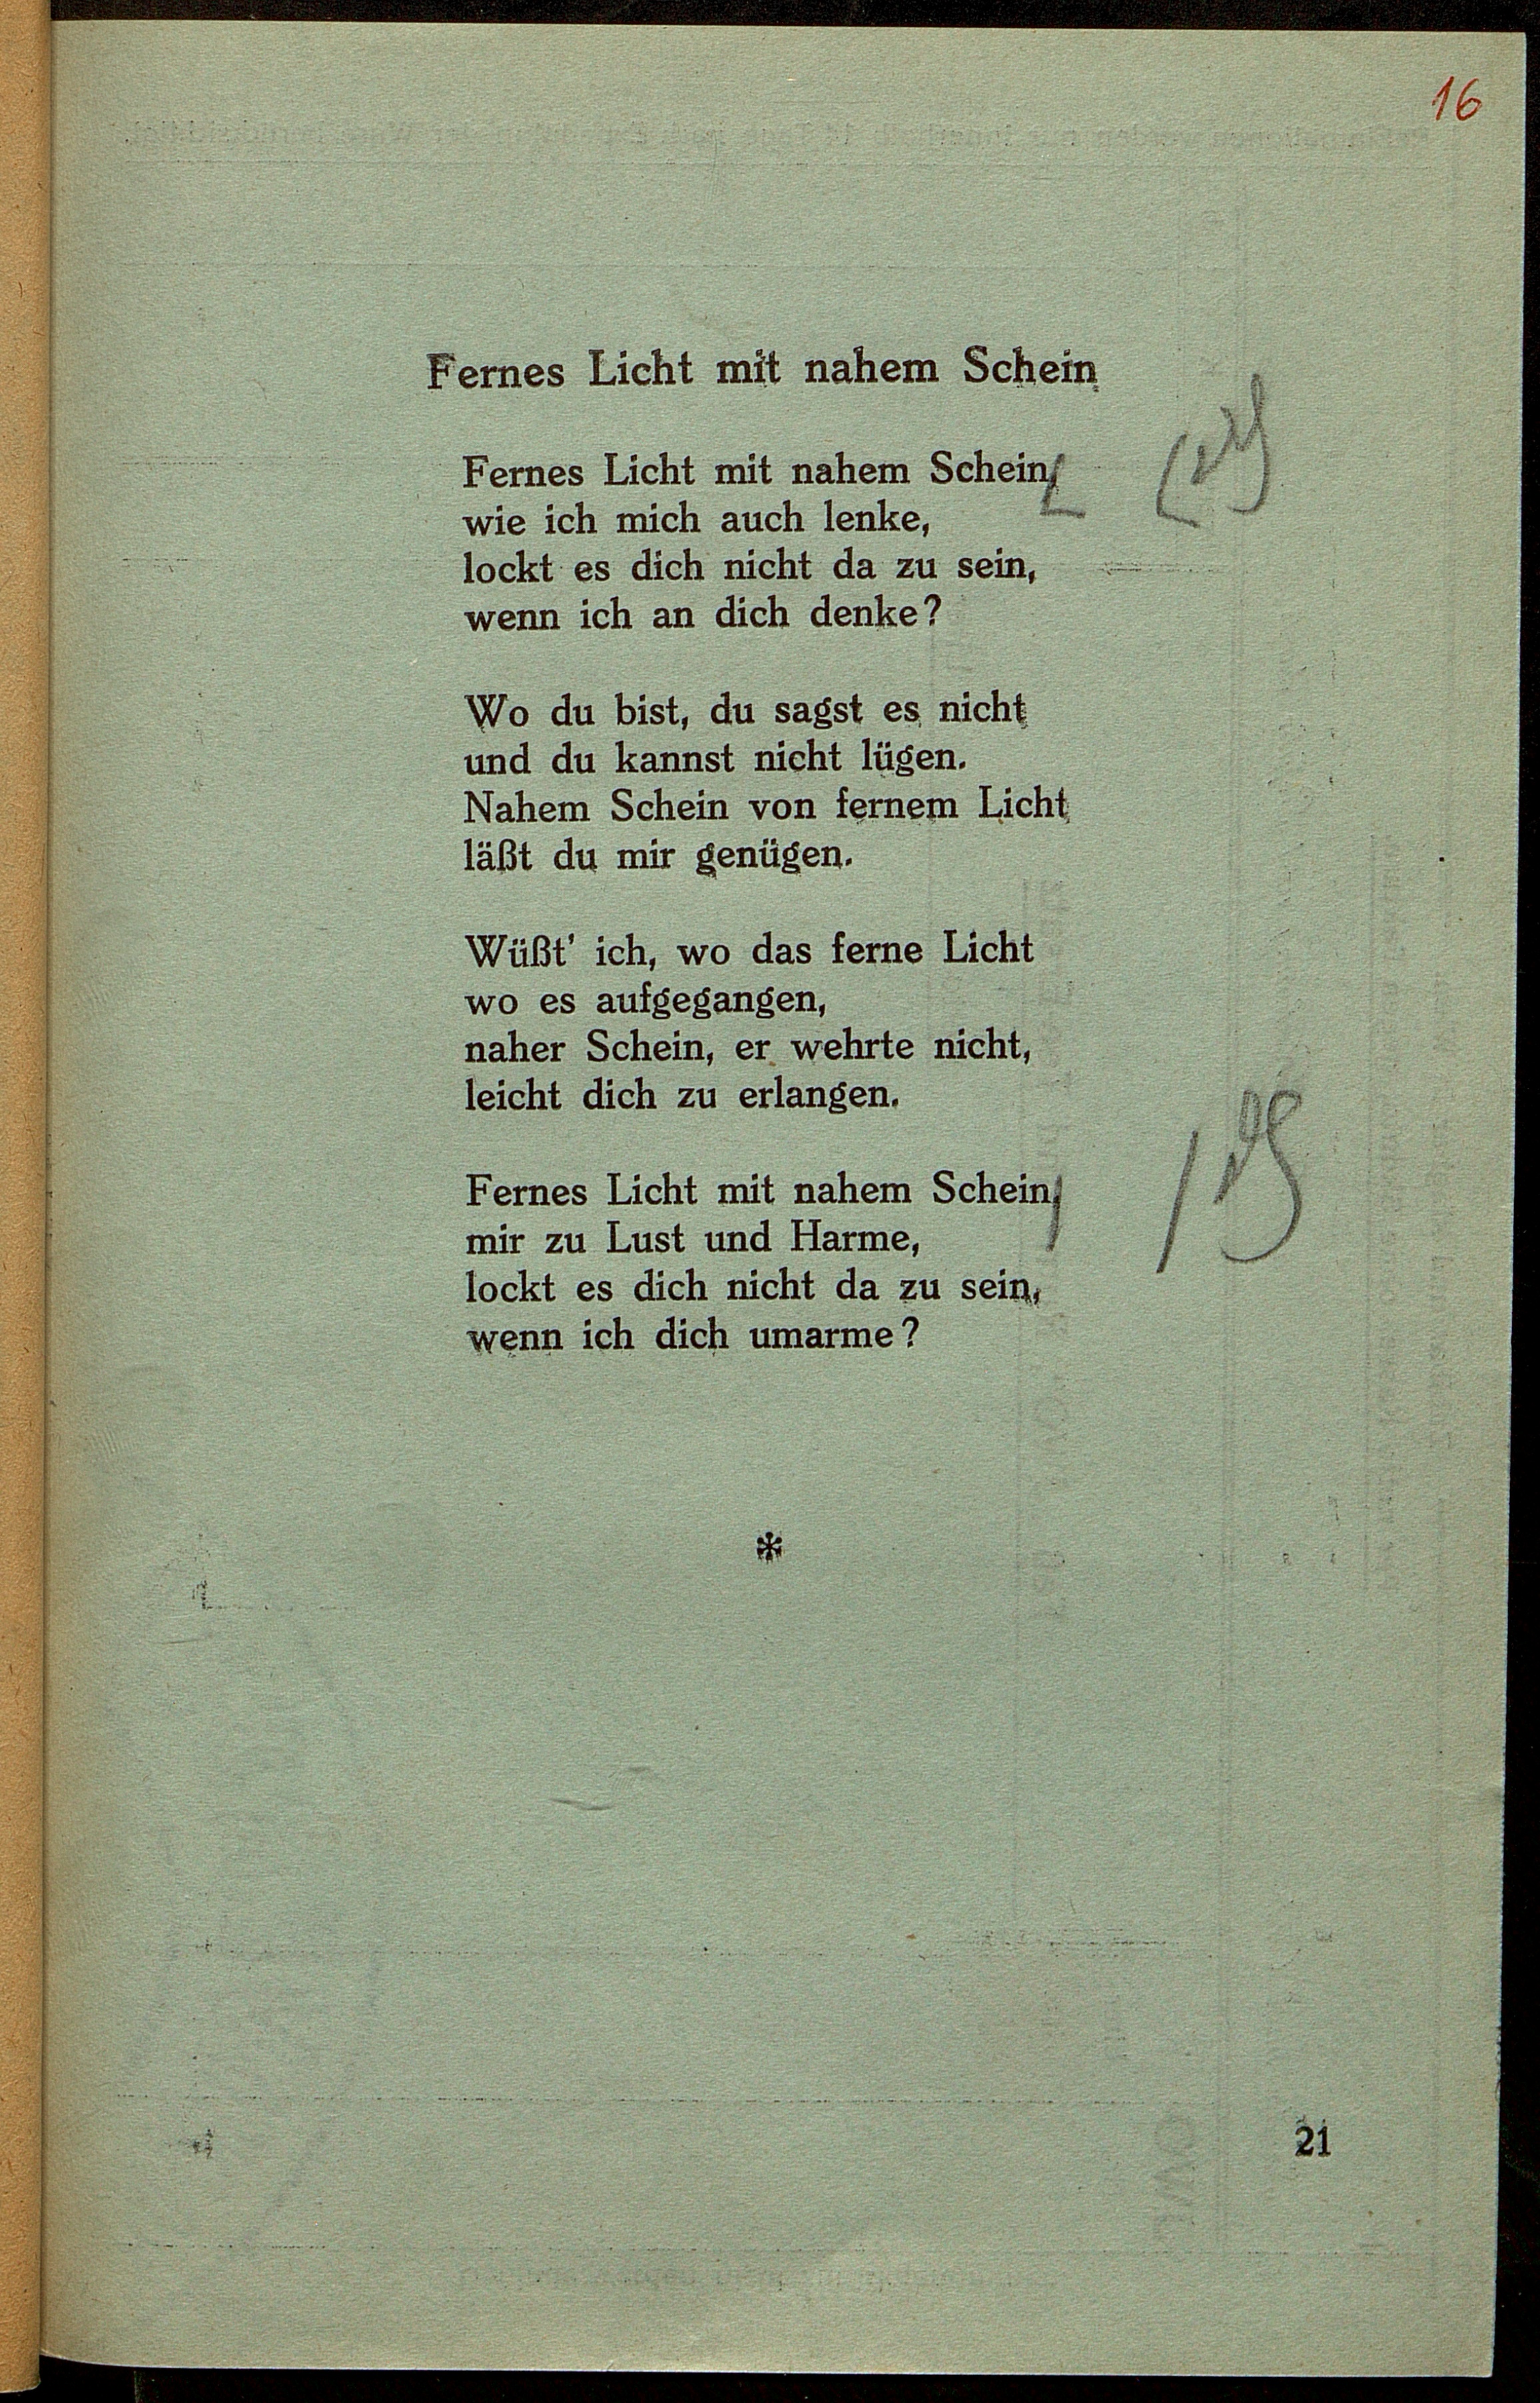 16
Fernes Licht mit nahem Schein
Fernes Licht mit nahem Schein,
wie ich mich auch lenke,
lockt es dich nicht da zu sein,
wenn ich an dich denke?
Wo du bist, du sagst es nicht
und du kannst nicht lügen.
Nahem Schein von fernem Licht
läßt du mir genügen.
Wüßt' ich, wo das ferne Licht
wo es aufgegangen,
naher Schein, er wehrte nicht,
leicht dich zu erlangen.
Fernes Licht mit nahem Schein,
mir zu Lust und Harme,
lockt es dich nicht da zu sein,
wenn ich dich umarme?
*
21